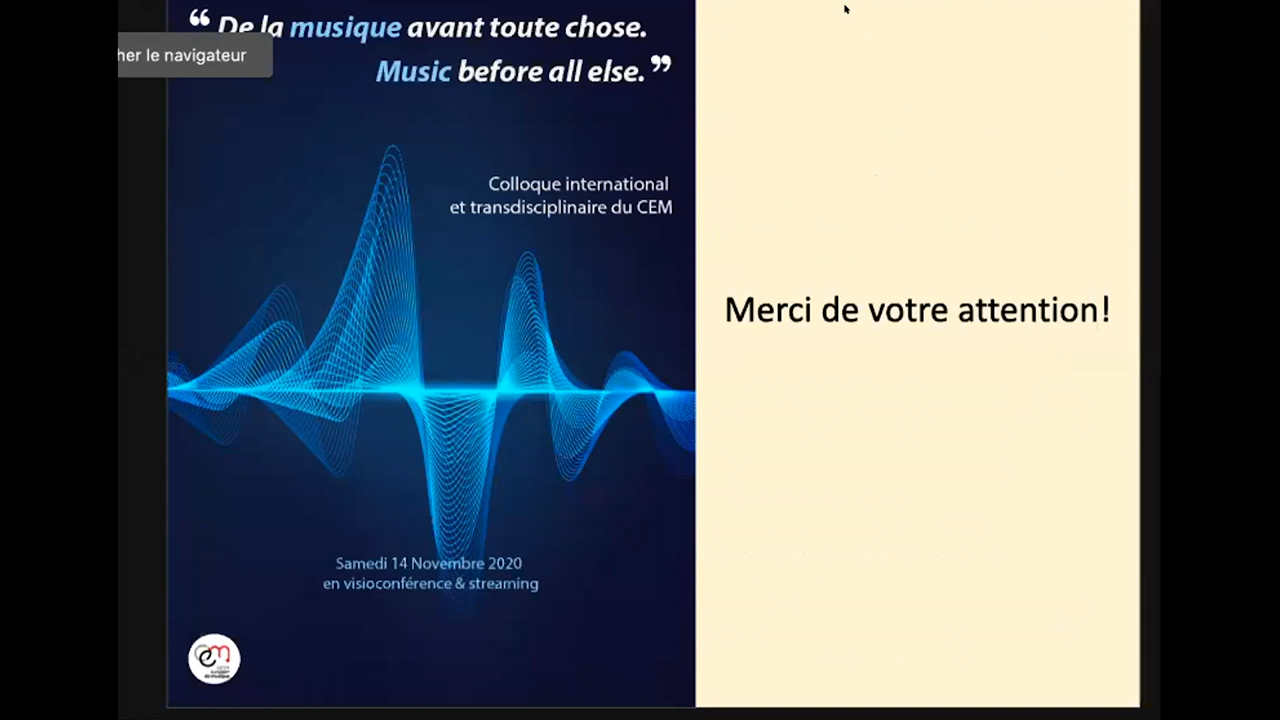 “ De la musique avant toute chose.
her le navigateur
Music before all else.”
Colloque international
et transdisciplinaire du CEM
Merci de votre attention!
Samedi 14 Novembre 2020
en visioconférence & streaming
cem